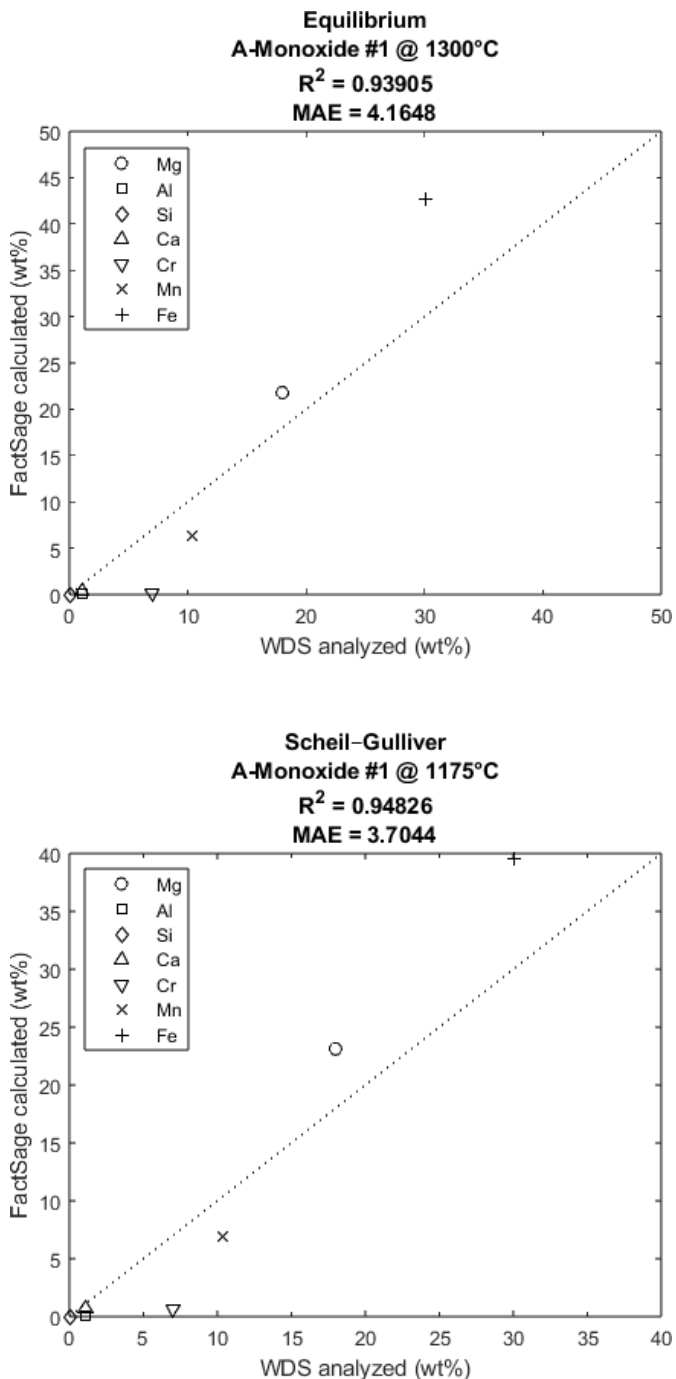 Equilibrium
A-Monoxide #1 @ 1300°C
R² = 0.93905
MAE = 4.1648
50
45
40
35
30
25
20
15
10
5
0
FactSage calculated (wt%)
Mg
Al
Si
Ca
Cr
Mn
Fe
0 10 20 30 40 50
WDS analyzed (wt%)
Scheil−Gulliver
A-Monoxide #1 @ 1175°C
R² = 0.94826
MAE = 3.7044
40
35
30
25
20
15
10
5
0
FactSage calculated (wt%)
Mg
Al
Si
Ca
Cr
Mn
Fe
0 5 10 15 20 25 30 35 40
WDS analyzed (wt%)